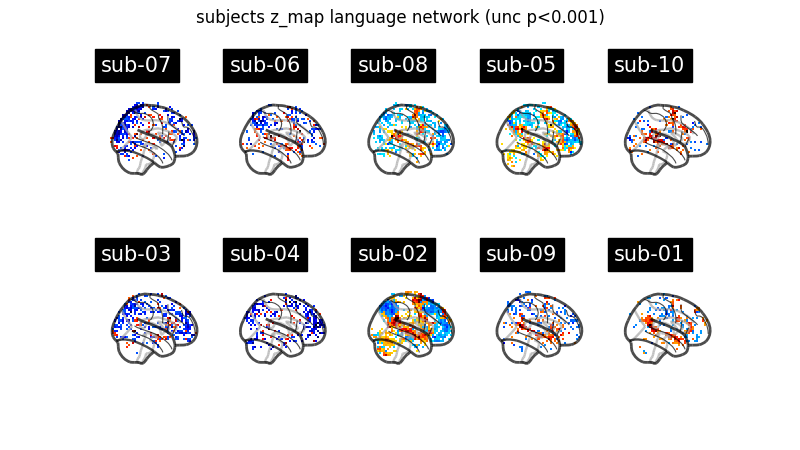 subjects z_map language network (unc p<0.001)
sub-07
sub-06
sub-08
sub-05
sub-10
sub-03
sub-04
sub-02
sub-09
sub-01